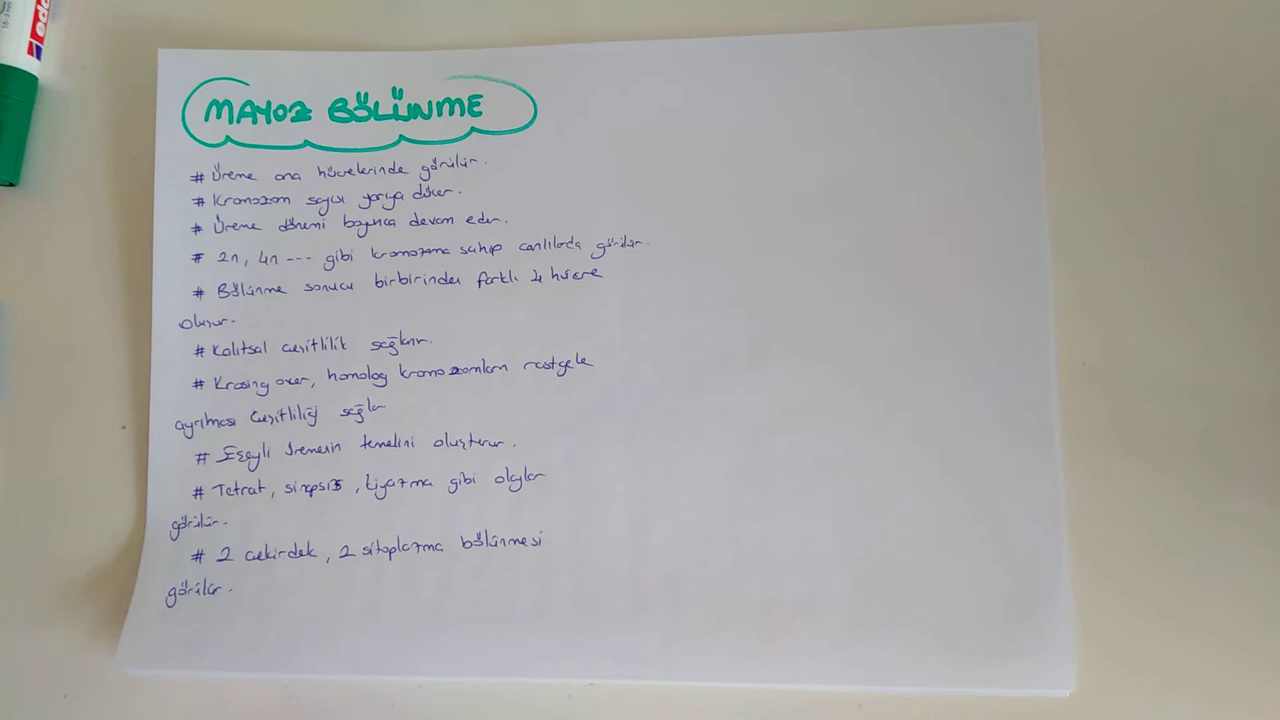 edd
MAYOZ BÖLÜNME
# Üreme ana hücrelerinde görülür.
# Kromozom sayısı yarıya düşer.
# Üreme dönemi boyunca devam eder.
# 2n, 4n --- gibi kromozoma sahip canlılarda görülür.
# Bölünme sonucu birbirinden farklı 4 hücre
oluşur.
# Kalıtsal çeşitlilik sağlanır.
# Krosing over, homolog kromozomların rastgele
ayrılması çeşitliliği sağlar
# Eşeyli üremenin temelini oluşturur.
# Tetrat, sinapsis, kiyazma gibi olaylar
görülür.
# 2 çekirdek, 2 sitoplazma bölünmesi
görülür.